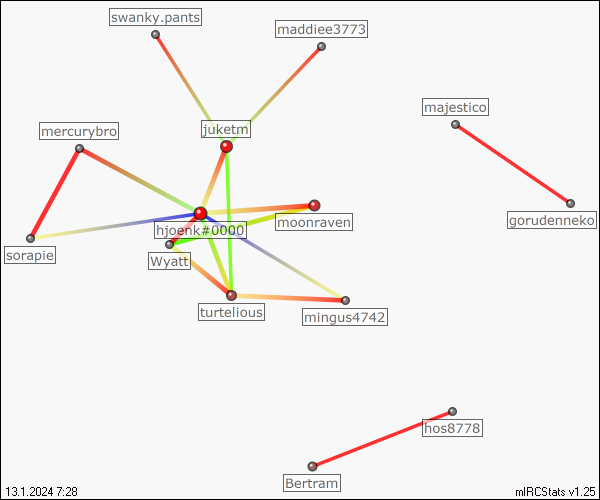 swanky.pants
maddiee3773
majestico
mercurybro
juketm
gorudenneko
moonraven
hjoenk#0000
sorapie
Wyatt
turtelious
mingus4742
hos8778
Bertram
13.1.2024 7:28
mIRCStats v1.25